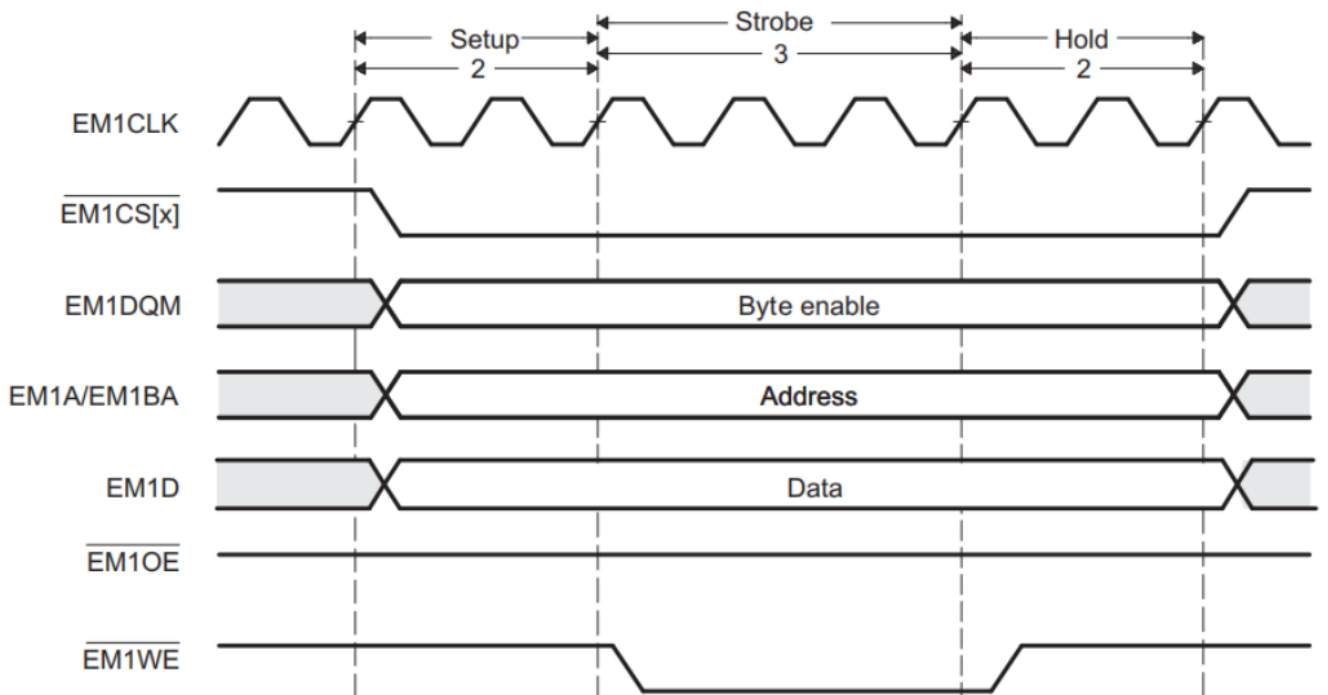 Setup
Strobe
Hold
2
3
2
EM1CLK
EM1CS[x]
EM1DQM
Byte enable
EM1A/EM1BA
Address
EM1D
Data
EM1OE
EM1WE